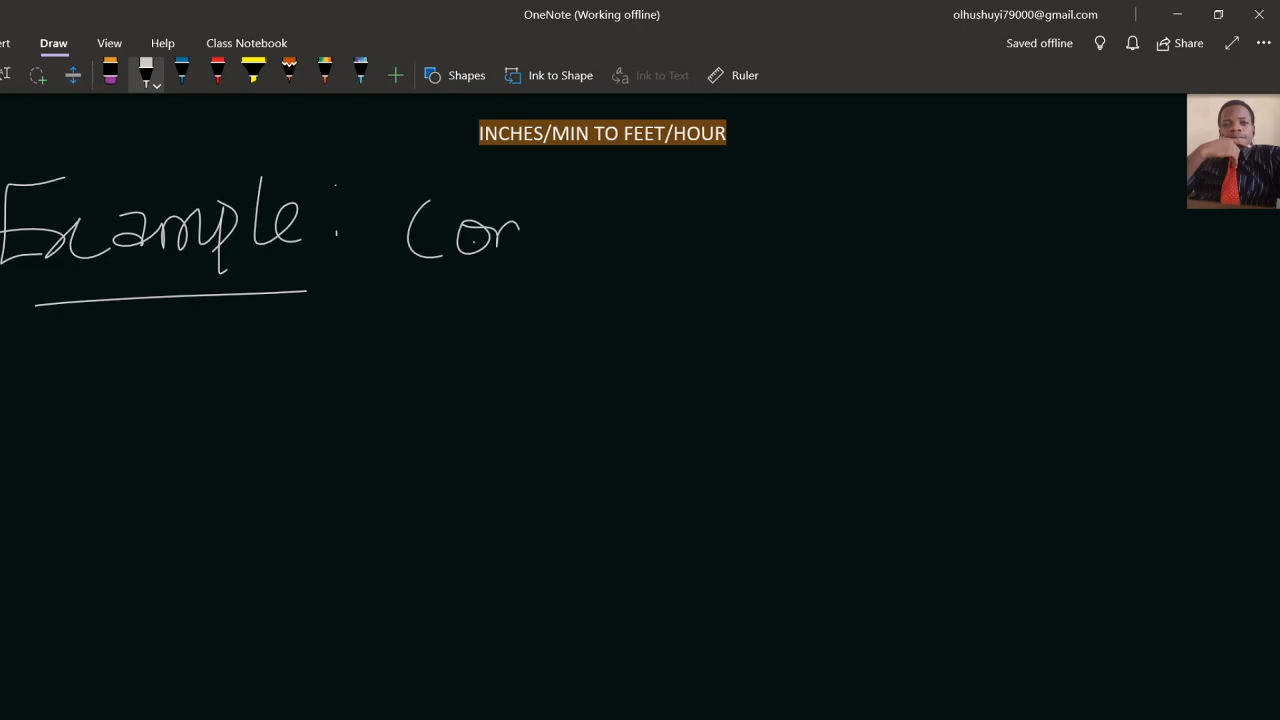 OneNote (Working offline) olhushuyi79000@gmail.com
Draw View Help Class Notebook Saved offline Share
Shapes Ink to Shape Ink to Text Ruler
INCHES/MIN TO FEET/HOUR
Example: Con